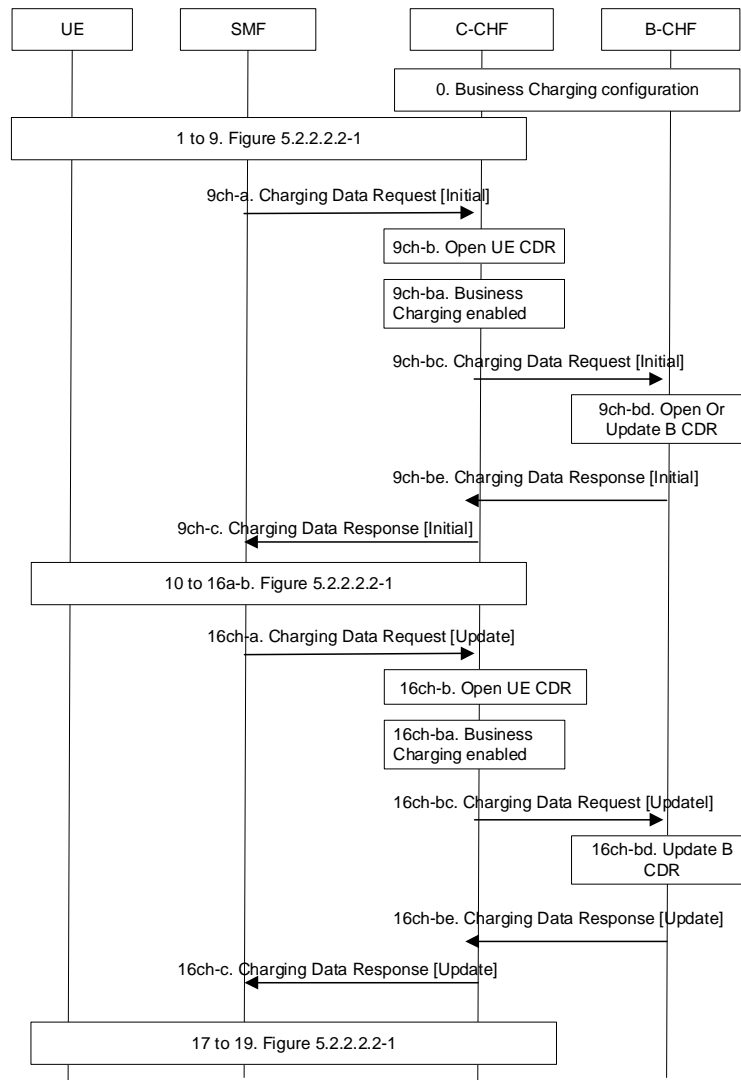 UE
SMF
C-CHF
B-CHF
0. Business Charging configuration
1 to 9. Figure 5.2.2.2.2-1
9ch-a. Charging Data Request [Initial]
9ch-b. Open UE CDR
9ch-ba. Business
Charging enabled
9ch-bc. Charging Data Request [Initial]
9ch-bd. Open Or
Update B CDR
9ch-be. Charging Data Response [Initial]
9ch-c. Charging Data Response [Initial]
10 to 16a-b. Figure 5.2.2.2.2-1
16ch-a. Charging Data Request [Update]
16ch-b. Open UE CDR
16ch-ba. Business
Charging enabled
16ch-bc. Charging Data Request [Updatel]
16ch-bd. Update B
CDR
16ch-be. Charging Data Response [Update]
16ch-c. Charging Data Response [Update]
17 to 19. Figure 5.2.2.2.2-1